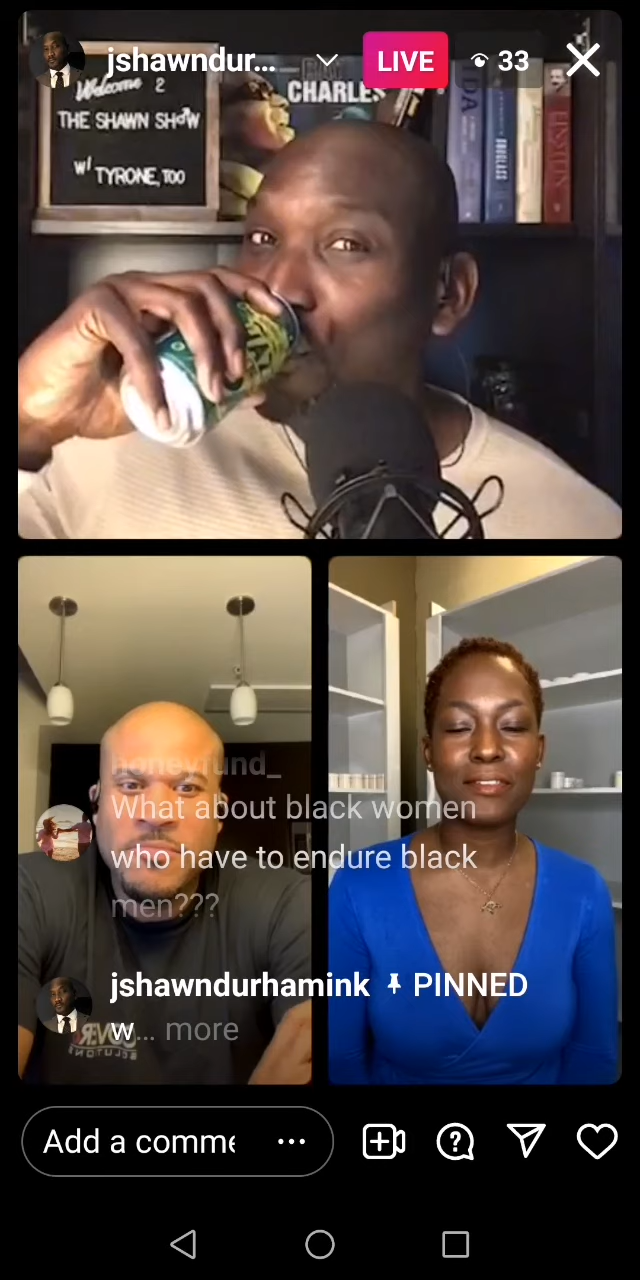 jshawndur...
LIVE
33
Welcome 2
THE SHAWN SHOW
w/ TYRONE, TOO
CHARLES
honeyfund_
What about black women
who have to endure black
men???
jshawndurhamink PINNED
w... more
Add a comme